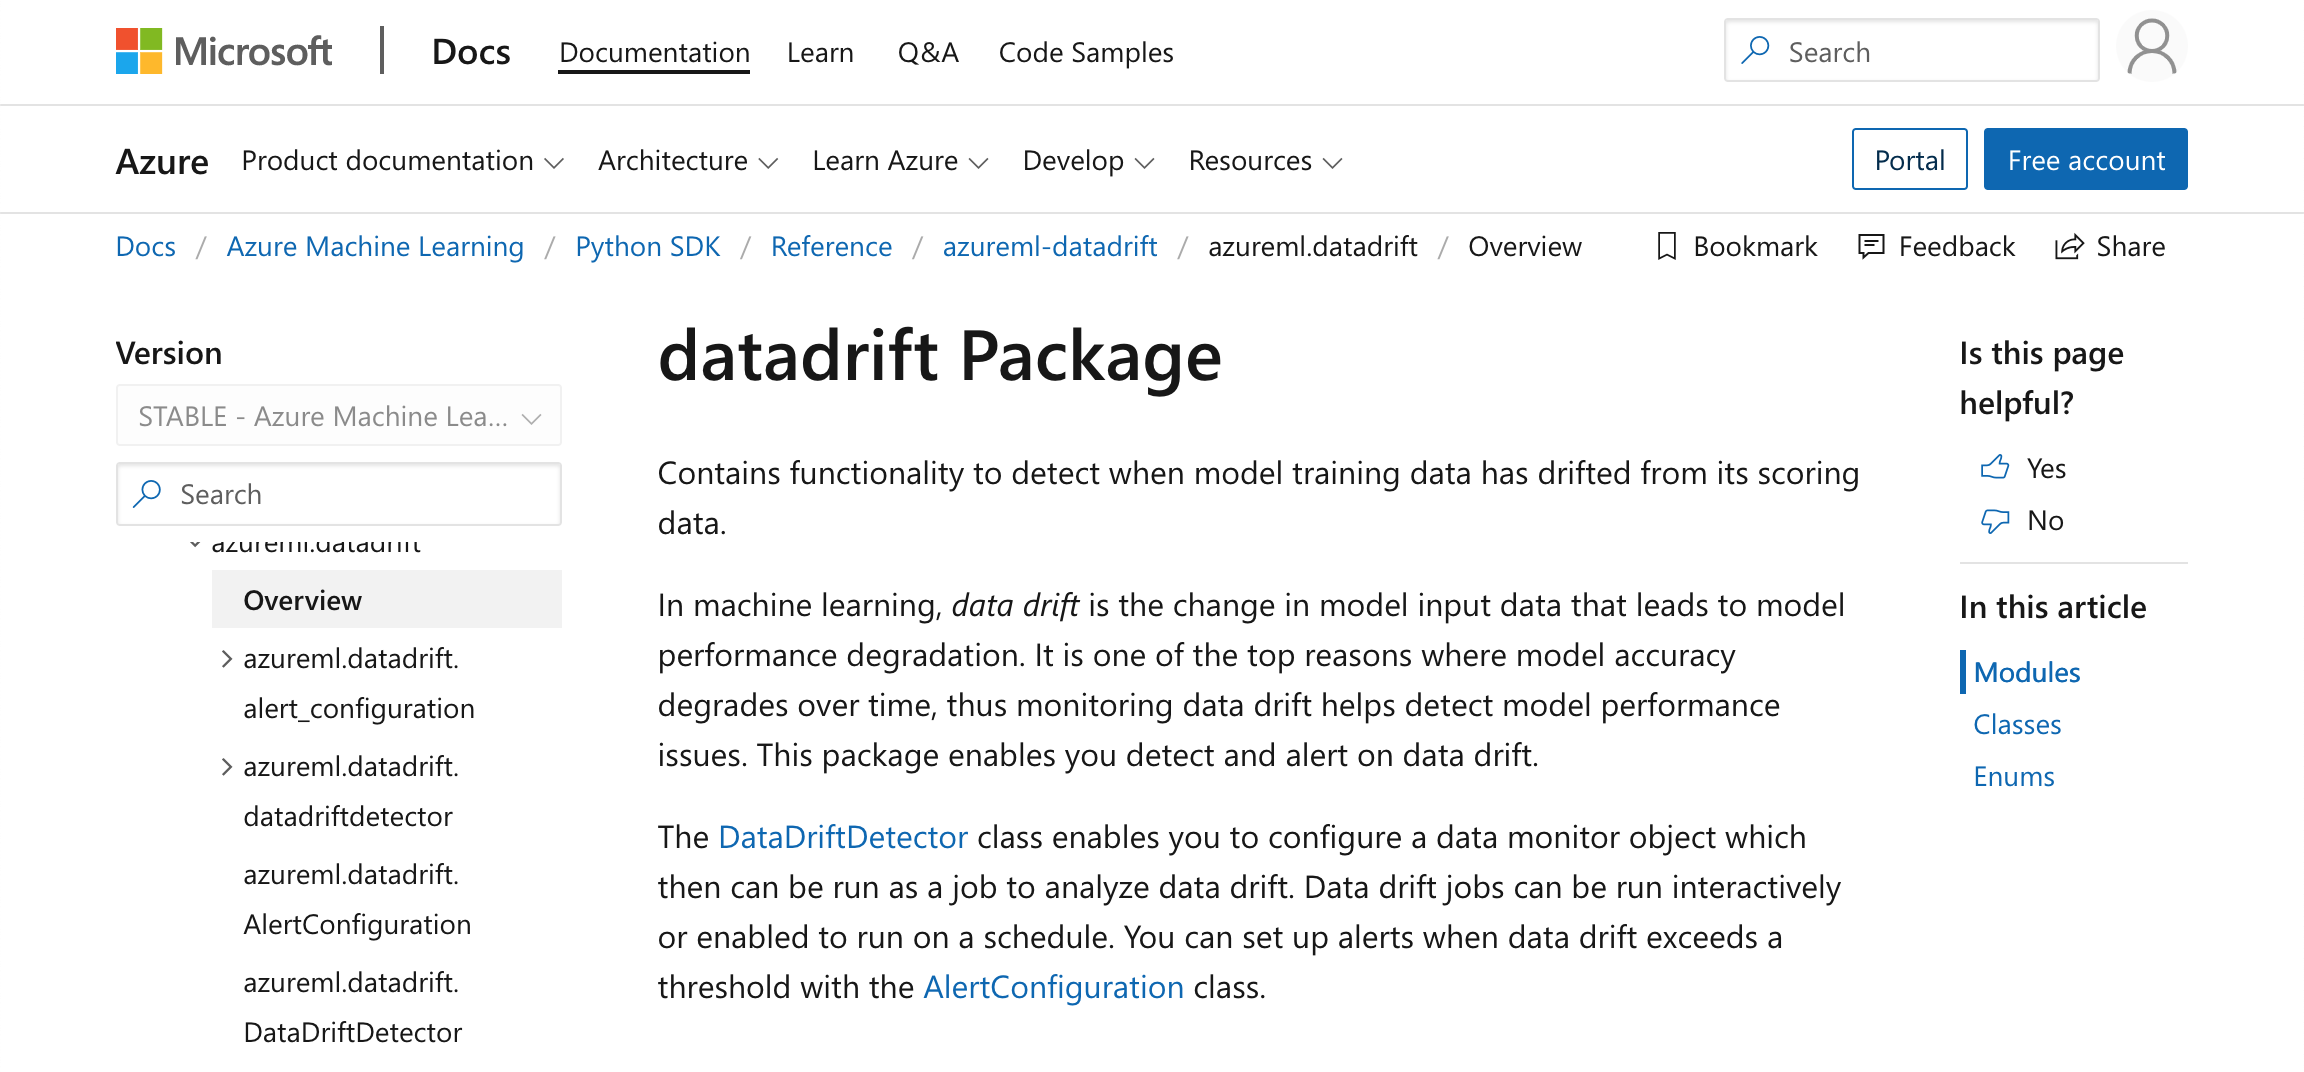 Microsoft
Docs
Documentation
Learn
Q&A
Code Samples
Search
Azure
Product documentation
Architecture
Learn Azure
Develop
Resources
Portal
Free account
Docs / Azure Machine Learning / Python SDK / Reference / azureml-datadrift / azureml.datadrift / Overview
Bookmark
Feedback
Share
Version
STABLE - Azure Machine Lea...
Search
azureml.datadrift
Overview
azureml.datadrift.
alert_configuration
azureml.datadrift.
datadriftdetector
azureml.datadrift.
AlertConfiguration
azureml.datadrift.
DataDriftDetector
datadrift Package
Contains functionality to detect when model training data has drifted from its scoring
data.
In machine learning, data drift is the change in model input data that leads to model
performance degradation. It is one of the top reasons where model accuracy
degrades over time, thus monitoring data drift helps detect model performance
issues. This package enables you detect and alert on data drift.
The DataDriftDetector class enables you to configure a data monitor object which
then can be run as a job to analyze data drift. Data drift jobs can be run interactively
or enabled to run on a schedule. You can set up alerts when data drift exceeds a
threshold with the AlertConfiguration class.
Is this page
helpful?
Yes
No
In this article
Modules
Classes
Enums